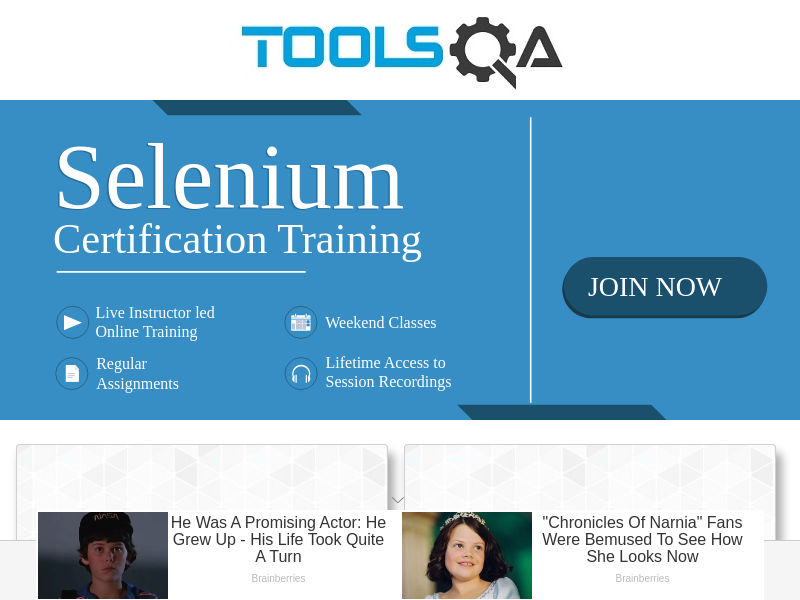 TOOLSQA
Selenium
Certification Training
Live Instructor led
Online Training
Weekend Classes
Regular
Assignments
Lifetime Access to
Session Recordings
JOIN NOW
NASA
He Was A Promising Actor: He
Grew Up - His Life Took Quite
A Turn
Brainberries
"Chronicles Of Narnia" Fans
Were Bemused To See How
She Looks Now
Brainberries